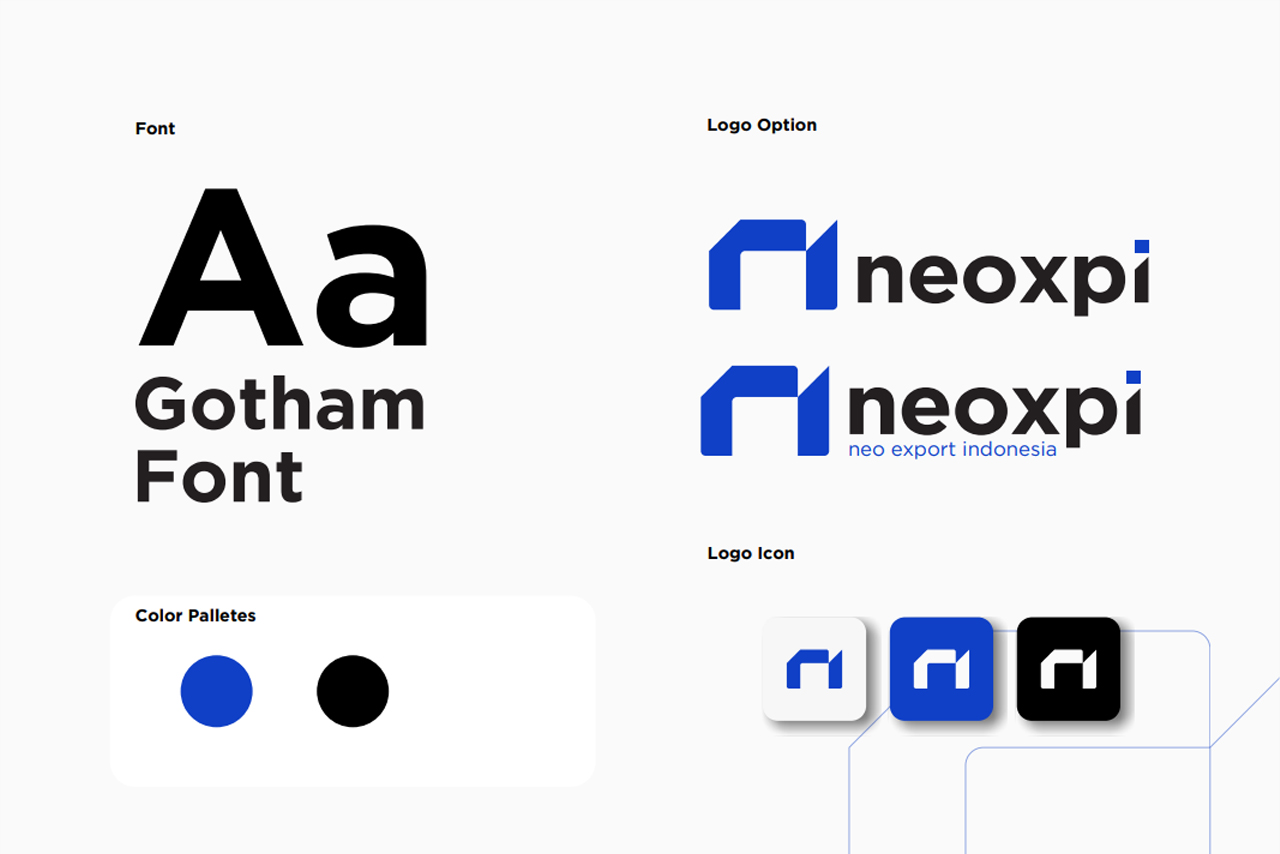 Font
Aa
Gotham
Font
Color Palletes
Logo Option
neoxpi
neoxpi
neo export indonesia
Logo Icon